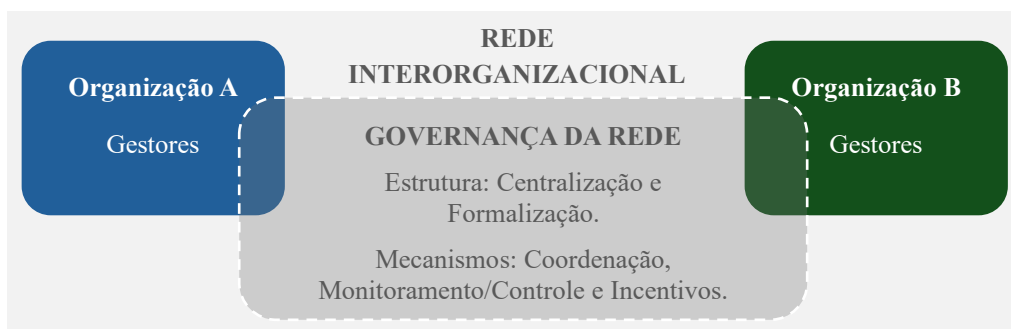 REDE
INTERORGANIZACIONAL
Organização A
Gestores
Organização B
Gestores
GOVERNANÇA DA REDE
Estrutura: Centralização e
Formalização.
Mecanismos: Coordenação,
Monitoramento/Controle e Incentivos.